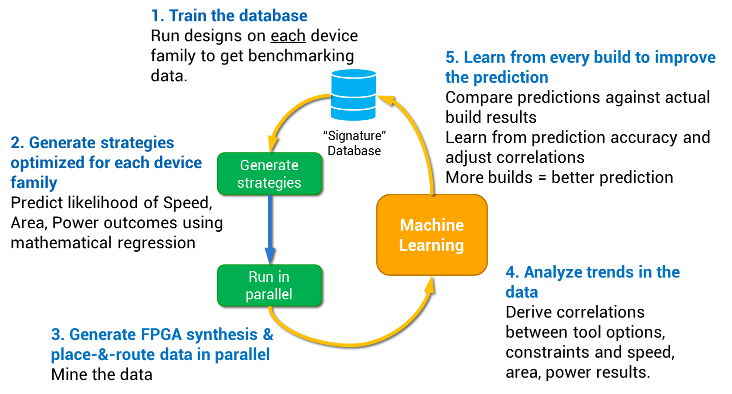 1. Train the database
Run designs on each device
family to get benchmarking
data.
"Signature"
Database
2. Generate strategies
optimized for each device
family
Predict likelihood of Speed,
Area, Power outcomes using
mathematical regression
Generate
strategies
Run in
parallel
3. Generate FPGA synthesis &
place-&-route data in parallel
Mine the data
Machine
Learning
4. Analyze trends in the
data
Derive correlations
between tool options,
constraints and speed,
area, power results.
5. Learn from every build to improve
the prediction
Compare predictions against actual
build results
Learn from prediction accuracy and
adjust correlations
More builds = better prediction